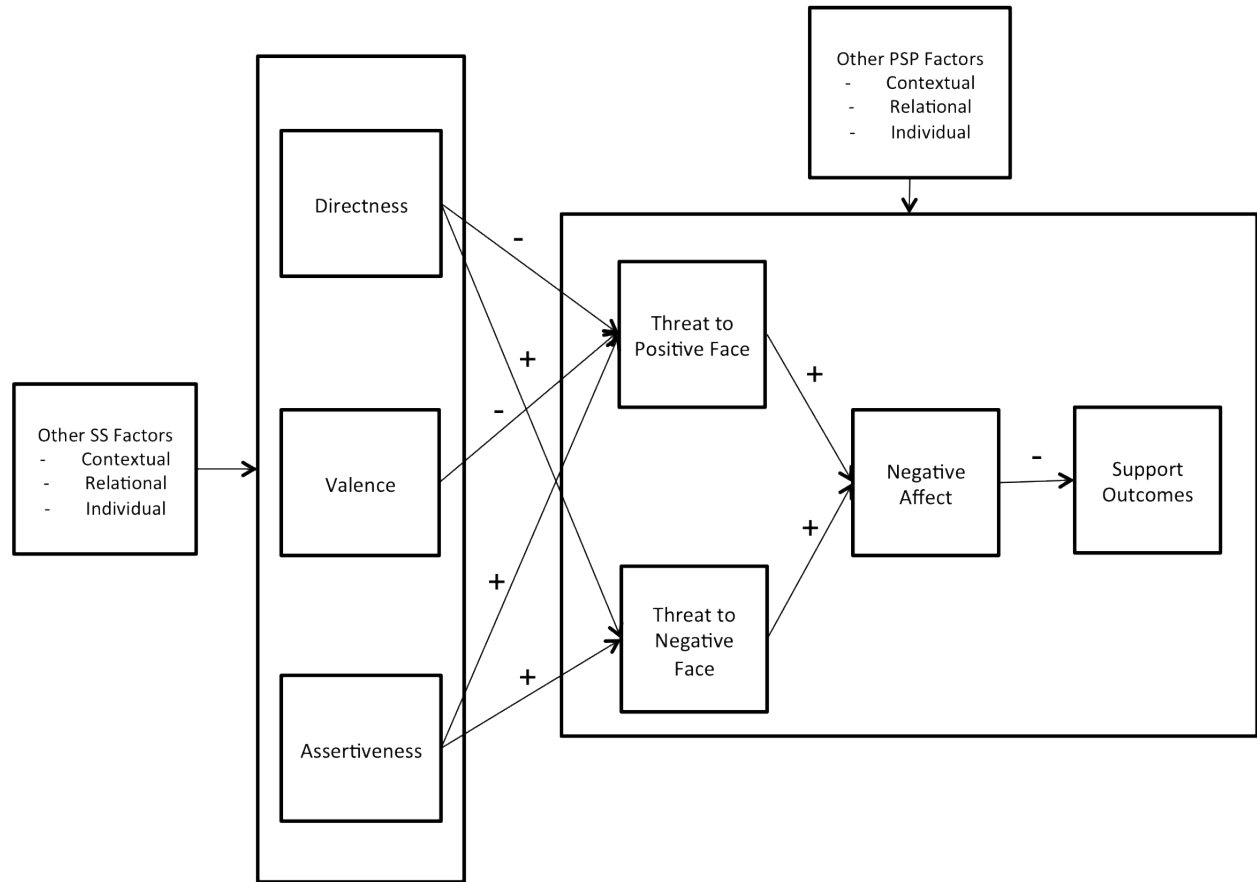 Other PSP Factors
- Contextual
- Relational
- Individual
Directness
-
Threat to
Positive Face
+
+
-
Other SS Factors
- Contextual
- Relational
- Individual
Valence
Negative
Affect
-
Support
Outcomes
+
+
Threat to
Negative
Face
+
Assertiveness